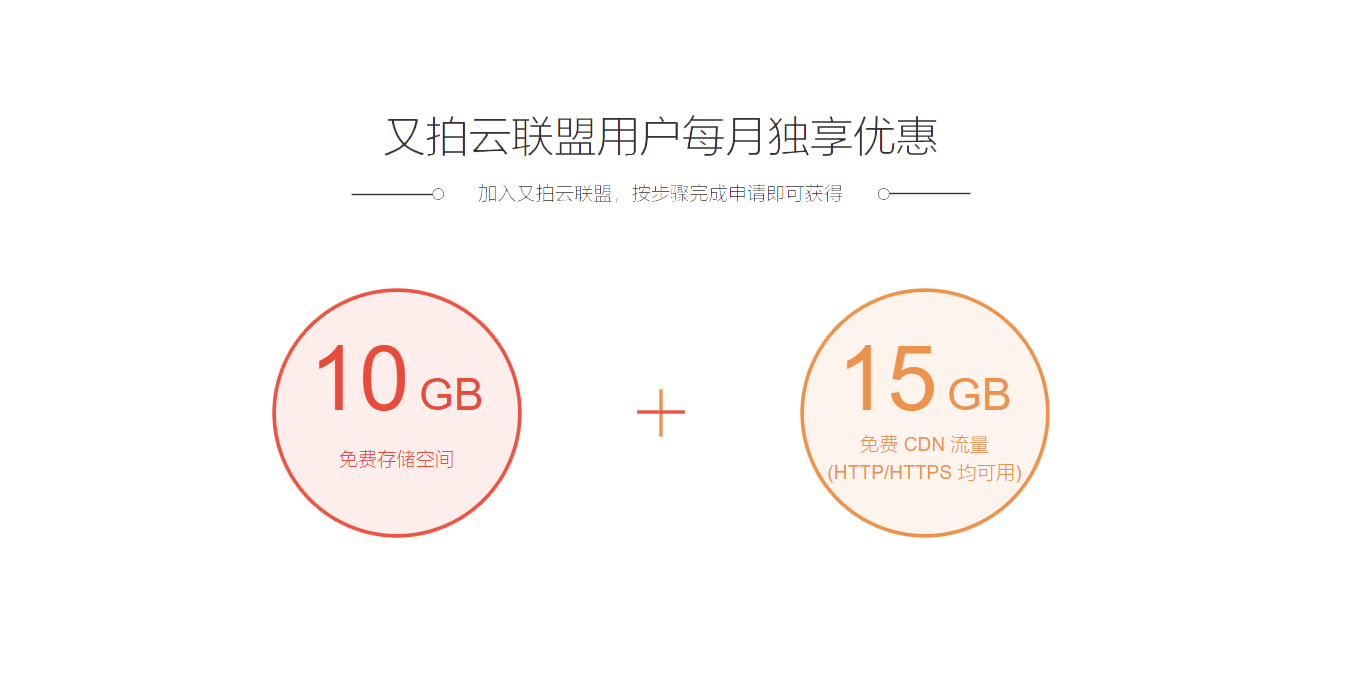 又拍云联盟用户每月独享优惠
加入又拍云联盟，按步骤完成申请即可获得
10 GB
免费存储空间
15 GB
免费 CDN 流量
(HTTP/HTTPS 均可用)